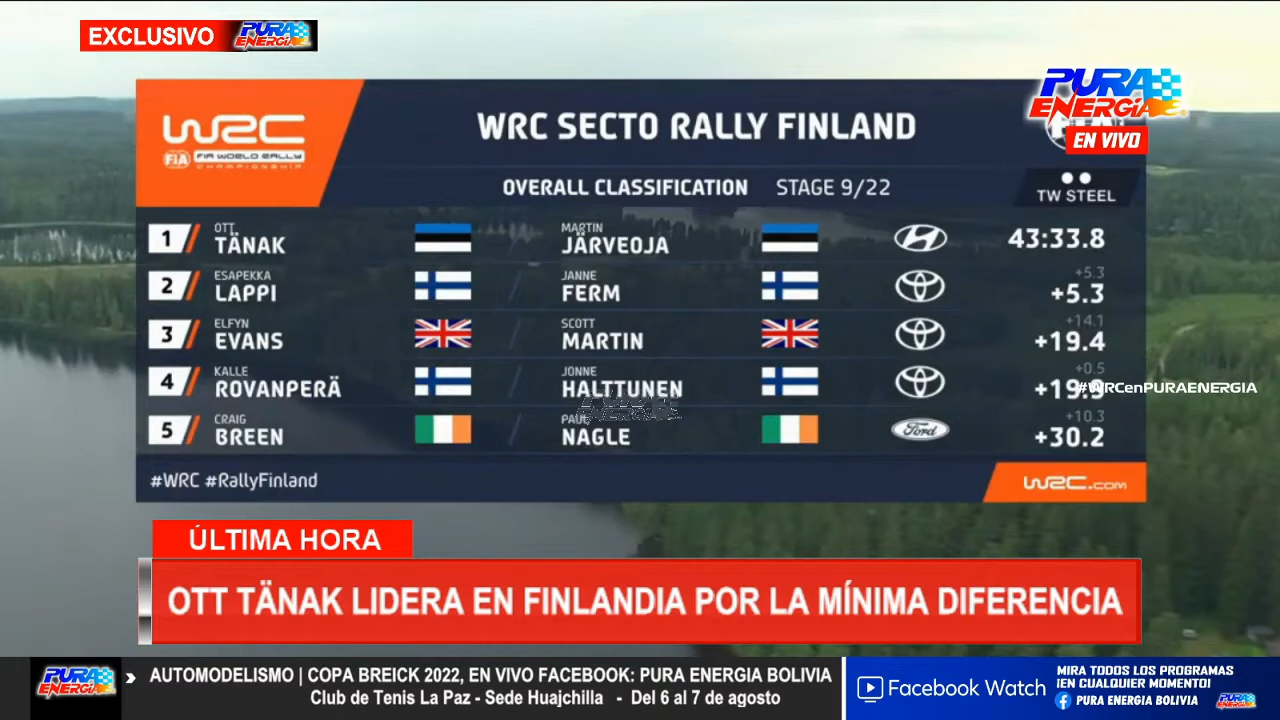 EXCLUSIVO PURA ENERGÍA
PURA ENERGÍA
EN VIVO
WRC
FIA FIA WORLD RALLY
CHAMPIONSHIP
WRC SECTO RALLY FINLAND
OVERALL CLASSIFICATION STAGE 9/22
TW STEEL
1 OTT TÄNAK MARTIN JÄRVEOJA 43:33.8
2 ESAPEKKA LAPPI JANNE FERM +5.3 +5.3
3 ELFYN EVANS SCOTT MARTIN +14.1 +19.4
4 KALLE ROVANPERÄ JONNE HALTTUNEN +0.5 +19.9
#WRCenPURAENERGIA
5 CRAIG BREEN PAUL NAGLE Ford +10.3 +30.2
#WRC #RallyFinland
WRC.COM
ÚLTIMA HORA
OTT TÄNAK LIDERA EN FINLANDIA POR LA MÍNIMA DIFERENCIA
PURA ENERGÍA
AUTOMODELISMO | COPA BREICK 2022, EN VIVO FACEBOOK: PURA ENERGIA BOLIVIA
Club de Tenis La Paz - Sede Huajchilla - Del 6 al 7 de agosto
Facebook Watch
MIRA TODOS LOS PROGRAMAS
¡EN CUALQUIER MOMENTO!
PURA ENERGIA BOLIVIA
PURA ENERGÍA